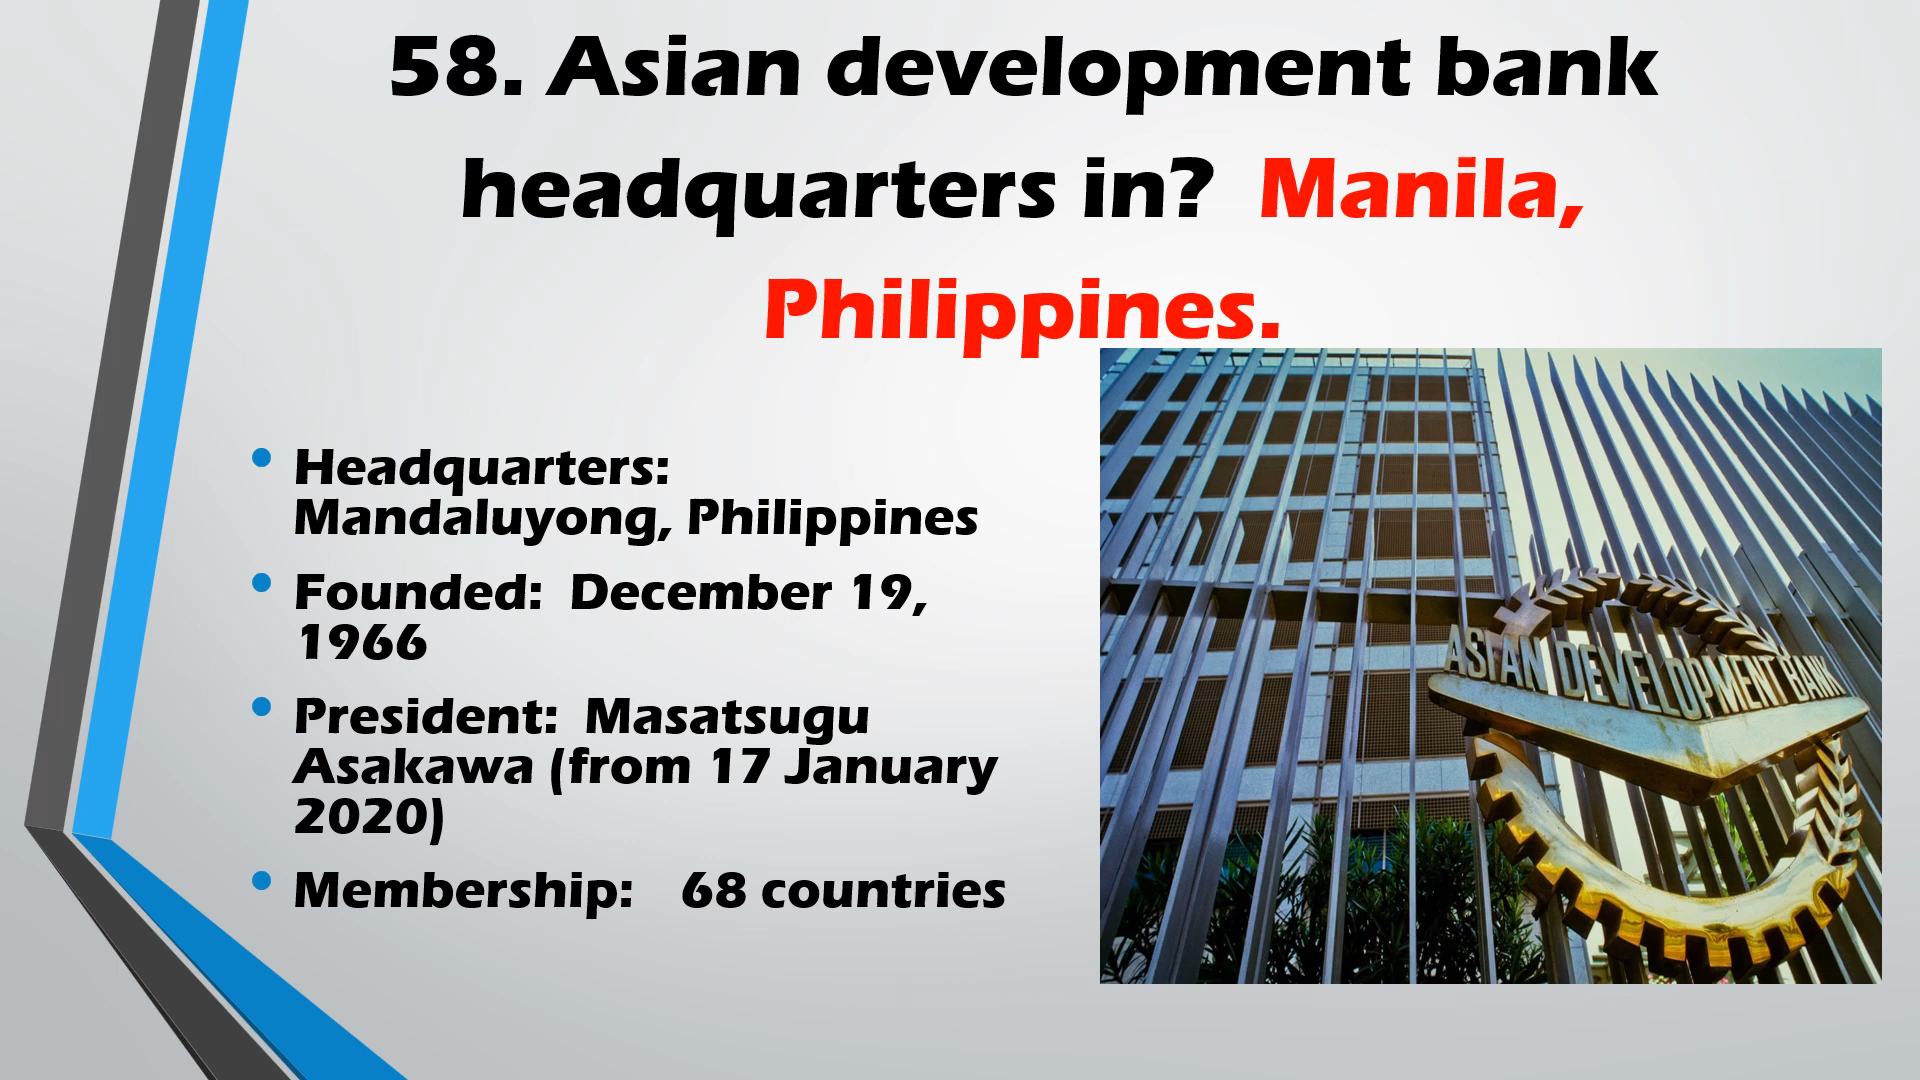 58. Asian development bank
headquarters in? Manila,
Philippines.
• Headquarters:
Mandaluyong, Philippines
• Founded: December 19,
1966
• President: Masatsugu
Asakawa (from 17 January
2020)
• Membership: 68 countries
ASIAN DEVELOPMENT BANK